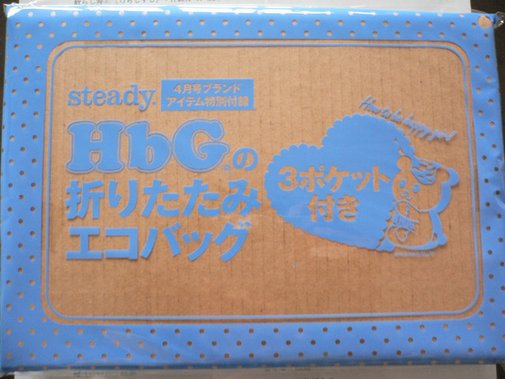 steady.
4月号ブランド
アイテム特別付録
HbGの
折りたたみ
エコバッグ
3ポケット
付き